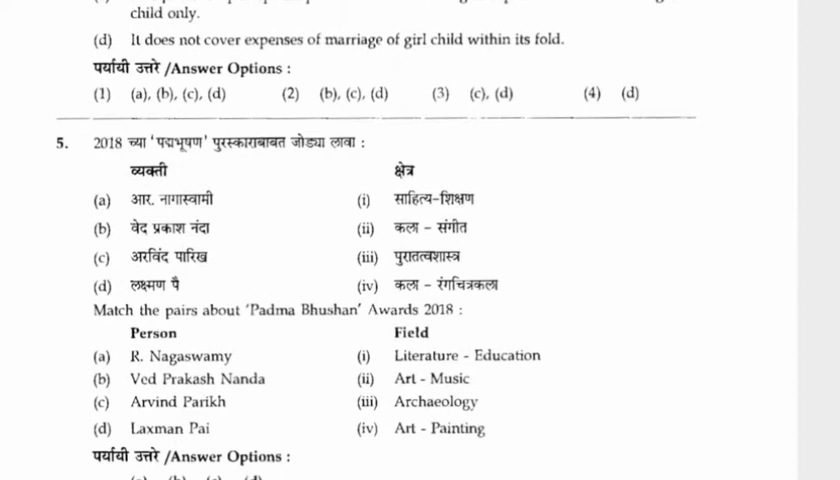 child only.
(d) It does not cover expenses of marriage of girl child within its fold.
पर्यायी उत्तरे /Answer Options :
(1) (a), (b), (c), (d) (2) (b), (c), (d) (3) (c), (d) (4) (d)
5. 2018 च्या ‘पद्मभूषण’ पुरस्काराबाबत जोड्या लावा :
व्यक्ती क्षेत्र
(a) आर. नागास्वामी (i) साहित्य-शिक्षण
(b) वेद प्रकाश नंदा (ii) कला - संगीत
(c) अरविंद पारिख (iii) पुरातत्वशास्त्र
(d) लक्ष्मण पै (iv) कला - रंगचित्रकला
Match the pairs about ‘Padma Bhushan’ Awards 2018 :
Person Field
(a) R. Nagaswamy (i) Literature - Education
(b) Ved Prakash Nanda (ii) Art - Music
(c) Arvind Parikh (iii) Archaeology
(d) Laxman Pai (iv) Art - Painting
पर्यायी उत्तरे /Answer Options :
(a) (b) (c) (d)